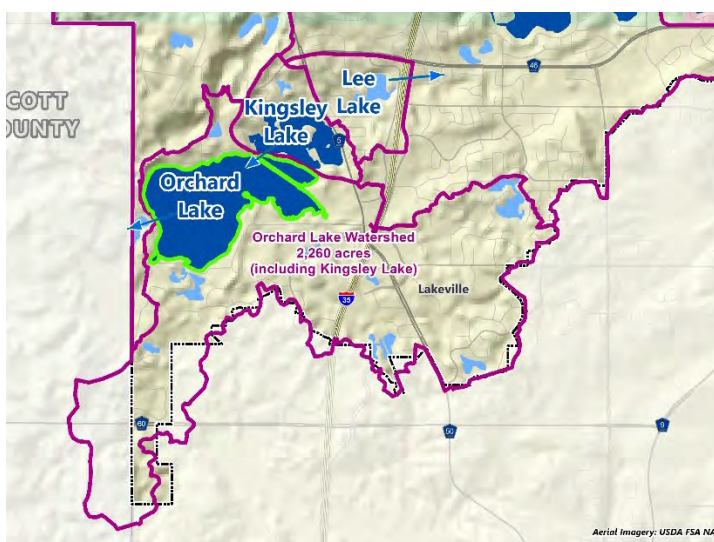 46
Lee
Lake
COTT
OUNTY
Kingsley
Lake
5
Orchard
Lake
Orchard Lake Watershed
2,260 acres
(including Kingsley Lake)
Lakeville
35
60
50
9
Aerial Imagery: USDA FSA NA